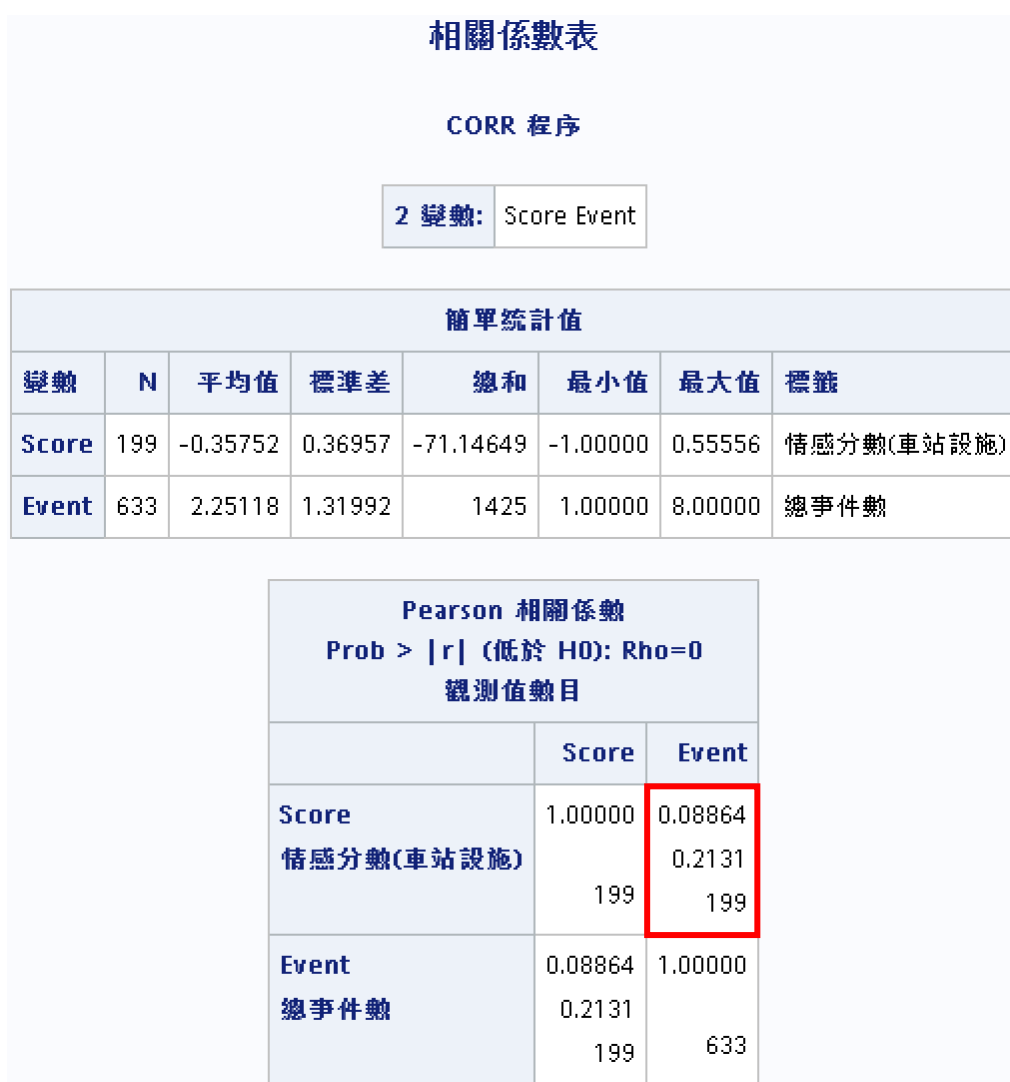 相關係數表
CORR 程序
2 變數: Score Event
簡單統計值
變數 N 平均值 標準差 總和 最小值 最大值 標籤
Score 199 -0.35752 0.36957 -71.14649 -1.00000 0.55556 情感分數(車站設施)
Event 633 2.25118 1.31992 1425 1.00000 8.00000 總事件數
Pearson 相關係數
Prob > |r| (低於 H0): Rho=0
觀測值數目
Score Event
Score 1.00000 0.08864
情感分數(車站設施) 0.2131
199 199
Event 0.08864 1.00000
總事件數 0.2131
199 633